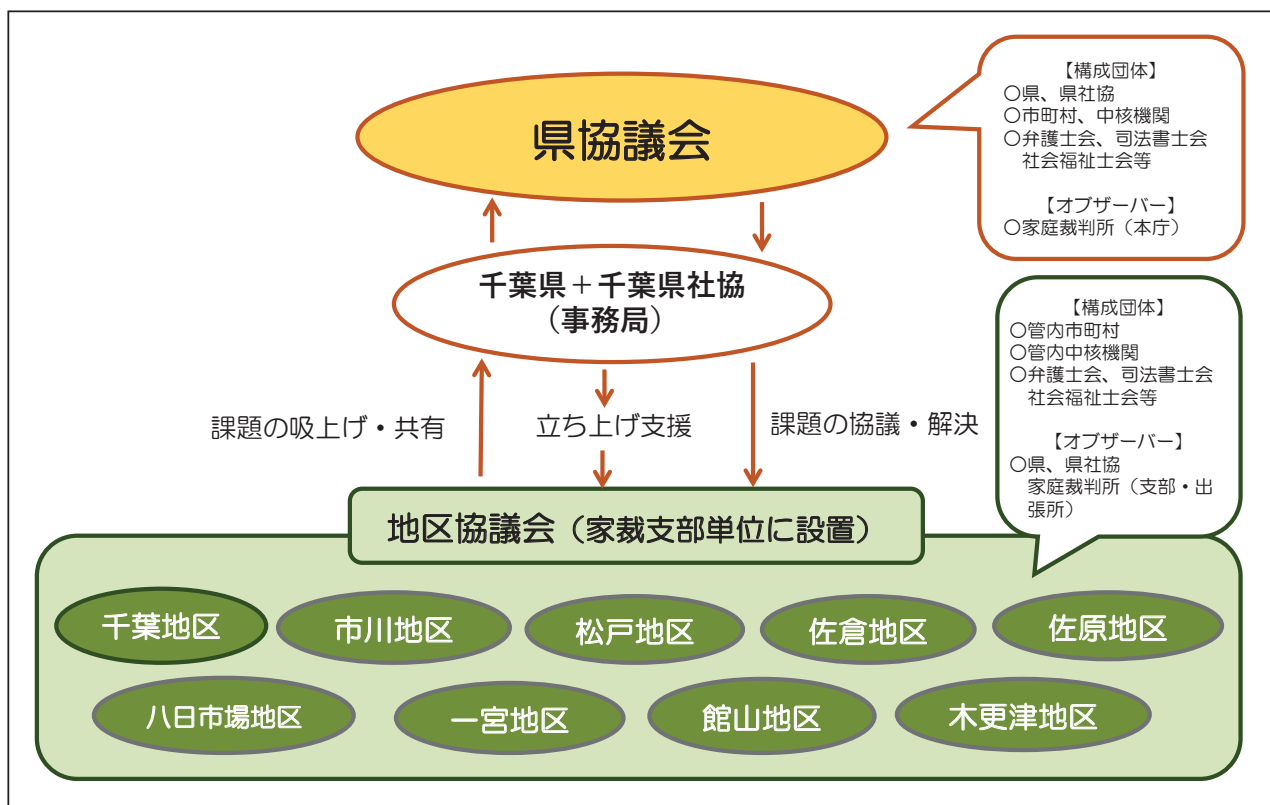 県協議会
【構成団体】
〇県、県社協
〇市町村、中核機関
〇弁護士会、司法書士会
社会福祉士会等
【オブザーバー】
〇家庭裁判所（本庁）
千葉県＋千葉県社協
（事務局）
課題の吸上げ・共有
立ち上げ支援
課題の協議・解決
【構成団体】
〇管内市町村
〇管内中核機関
〇弁護士会、司法書士会
社会福祉士会等
【オブザーバー】
〇県、県社協
家庭裁判所（支部・出
張所）
地区協議会（家裁支部単位に設置）
千葉地区
市川地区
松戸地区
佐倉地区
佐原地区
八日市場地区
一宮地区
館山地区
木更津地区